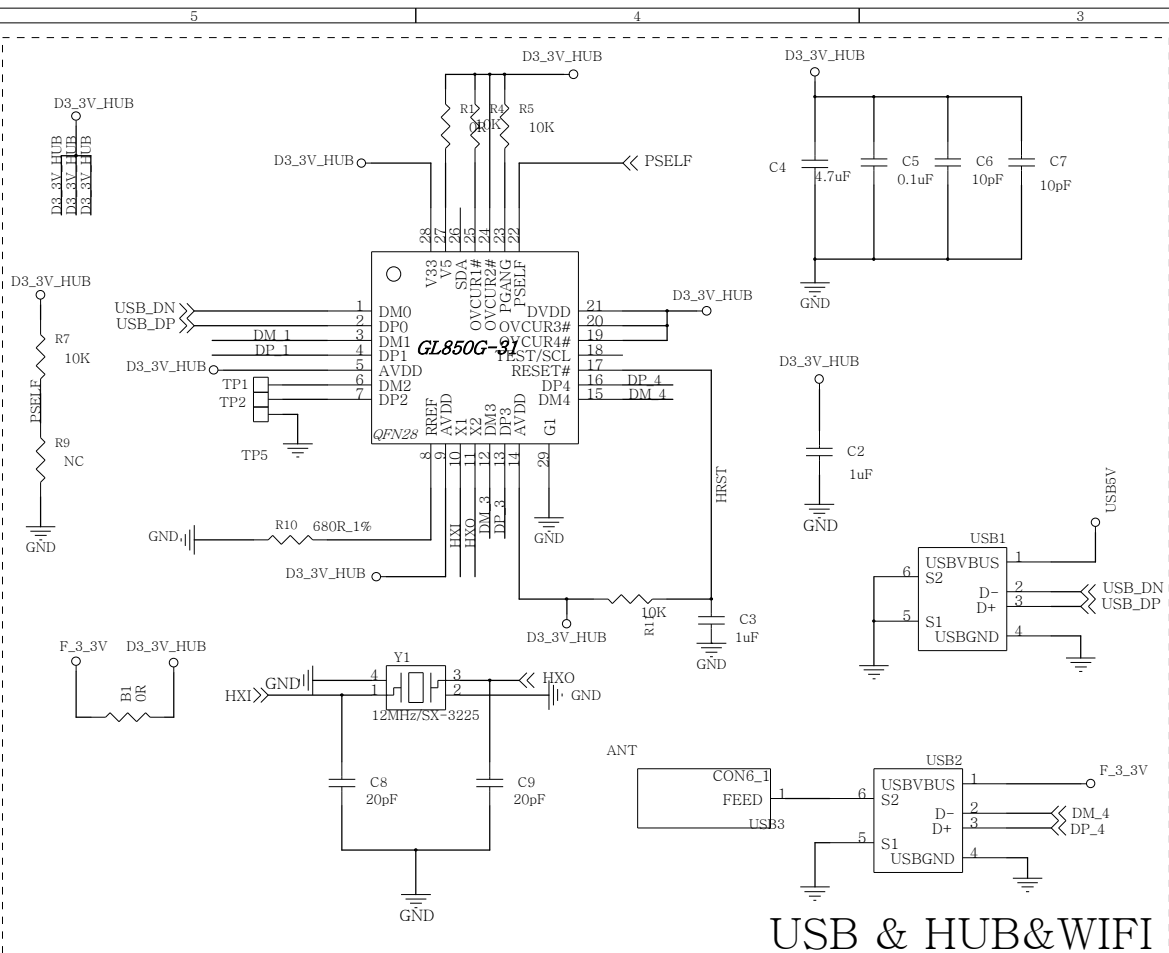 5
4
3
D3_3V_HUB
D3_3V_HUB
D3_3V_HUB
D3_3V_HUB
D3_3V_HUB
D3_3V_HUB
R1
0R
R4
10K
R5
10K
D3_3V_HUB
PSELF
D3_3V_HUB
C4
4.7uF
C5
0.1uF
C6
10pF
C7
10pF
GND
28
27
26
25
24
23
22
V33
V5
SDA
OVCUR1#
OVCUR2#
PGANG
PSELF
D3_3V_HUB
R7
10K
PSELF
R9
NC
GND
USB_DN
USB_DP
DM_1
DP_1
D3_3V_HUB
TP1
TP2
TP5
1
2
3
4
5
6
7
DM0
DP0
DM1
DP1
AVDD
DM2
DP2
GL850G-31
QFN28
DVDD
OVCUR3#
OVCUR4#
TEST/SCL
RESET#
DP4
DM4
21
20
19
18
17
16
15
D3_3V_HUB
DP_4
DM_4
RREF
AVDD
X1
X2
DM3
DP3
AVDD
G1
8
9
10
11
12
13
14
29
HXI
HXO
DM_3
DP_3
GND
HRST
GND
R10
680R_1%
D3_3V_HUB
D3_3V_HUB
10K
C3
1uF
GND
D3_3V_HUB
C2
1uF
GND
USB5V
USB1
USBVBUS
S2
D-
D+
S1
USBGND
1
2
3
4
5
6
USB_DN
USB_DP
F_3_3V
D3_3V_HUB
B1
0R
Y1
GND
4
1
3
2
HXI
HXO
GND
12MHz/SX-3225
C8
20pF
C9
20pF
GND
ANT
CON6_1
FEED
1
USB3
USB2
USBVBUS
S2
D-
D+
S1
USBGND
1
2
3
4
5
6
F_3_3V
DM_4
DP_4
USB & HUB&WIFI